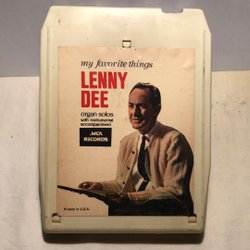 my favorite things
LENNY
DEE
organ solos
with instrumental
accompaniment
MCA
RECORDS
Printed in U.S.A.